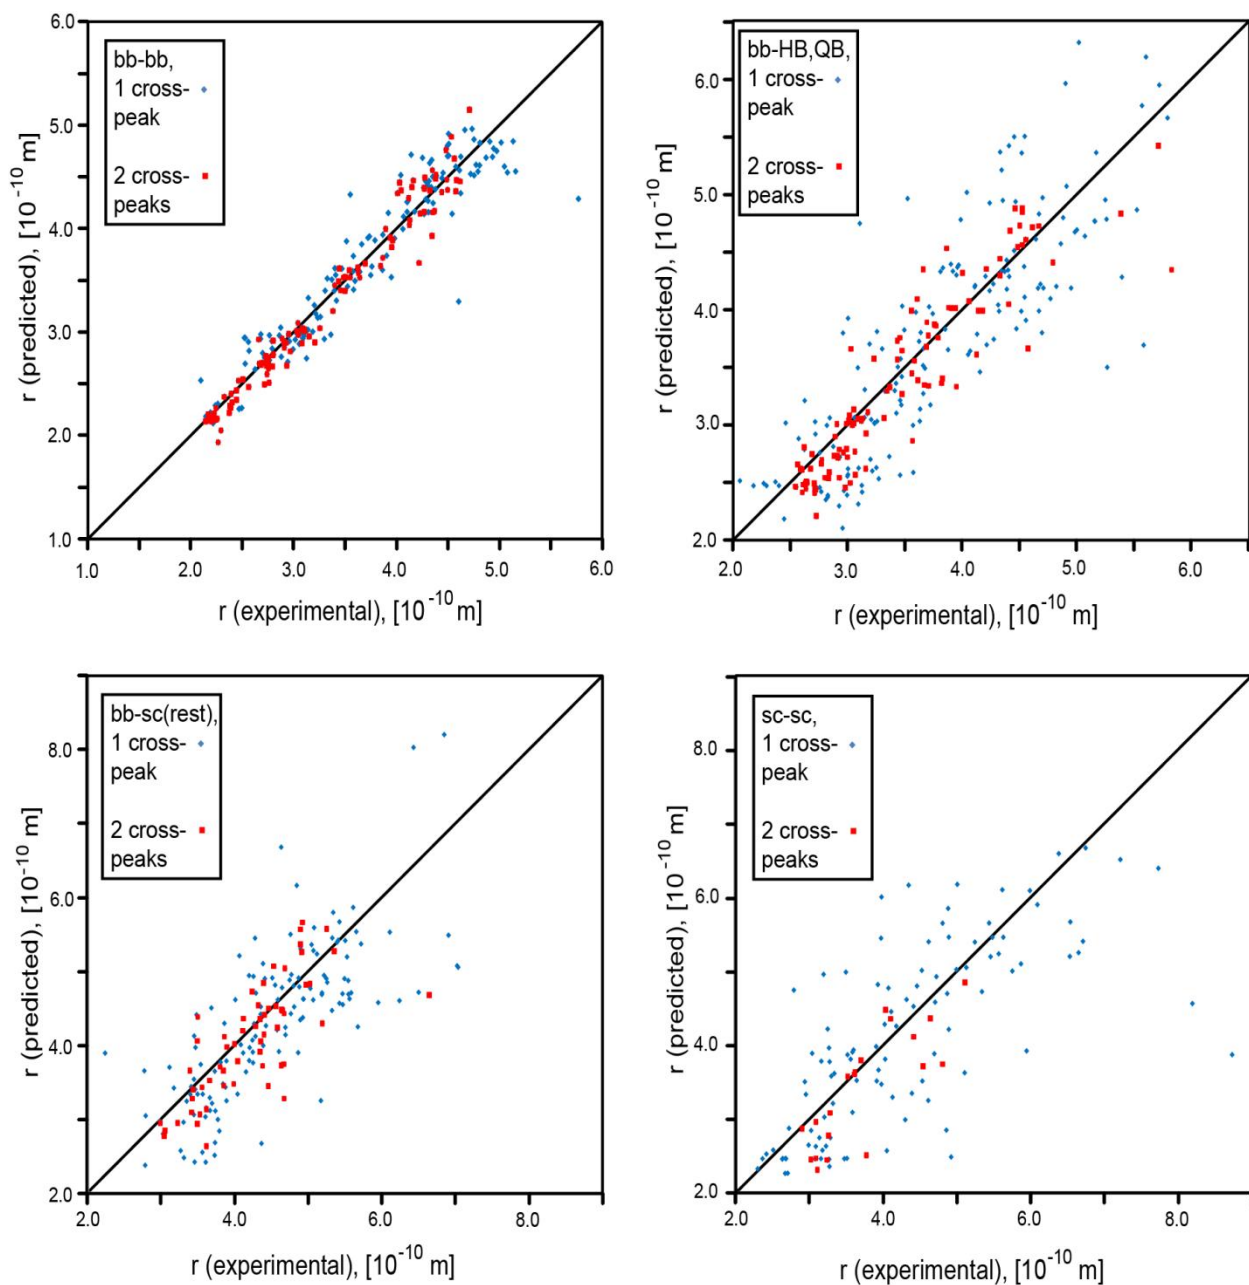 6.0
5.0
4.0
3.0
2.0
1.0
r (predicted), [10⁻¹⁰ m]
bb-bb,
1 cross-
peak
2 cross-
peaks
1.0 2.0 3.0 4.0 5.0 6.0
r (experimental), [10⁻¹⁰ m]
6.0
5.0
4.0
3.0
2.0
r (predicted), [10⁻¹⁰ m]
bb-HB,QB,
1 cross-
peak
2 cross-
peaks
2.0 3.0 4.0 5.0 6.0
r (experimental), [10⁻¹⁰ m]
8.0
6.0
4.0
2.0
r (predicted), [10⁻¹⁰ m]
bb-sc(rest),
1 cross-
peak
2 cross-
peaks
2.0 4.0 6.0 8.0
r (experimental), [10⁻¹⁰ m]
8.0
6.0
4.0
2.0
r (predicted), [10⁻¹⁰ m]
sc-sc,
1 cross-
peak
2 cross-
peaks
2.0 4.0 6.0 8.0
r (experimental), [10⁻¹⁰ m]